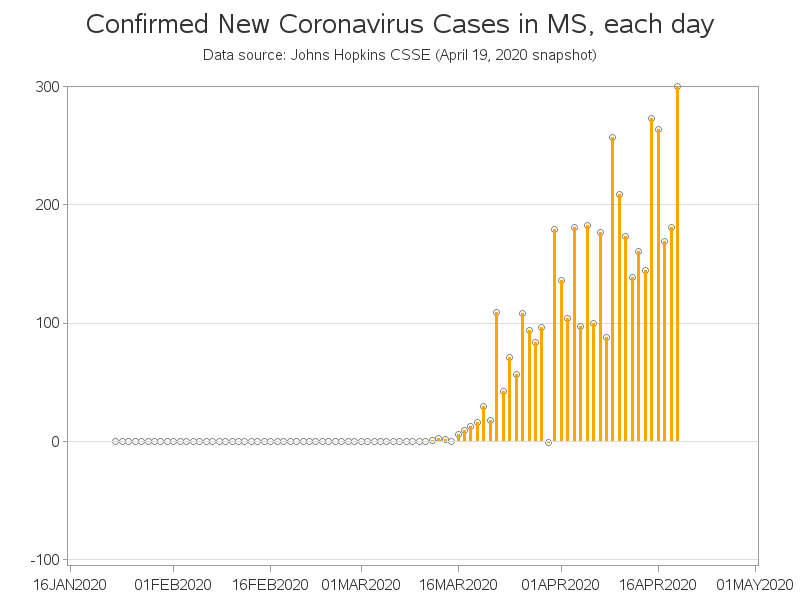 Confirmed New Coronavirus Cases in MS, each day
Data source: Johns Hopkins CSSE (April 19, 2020 snapshot)
300
200
100
0
-100
16JAN2020 01FEB2020 16FEB2020 01MAR2020 16MAR2020 01APR2020 16APR2020 01MAY2020